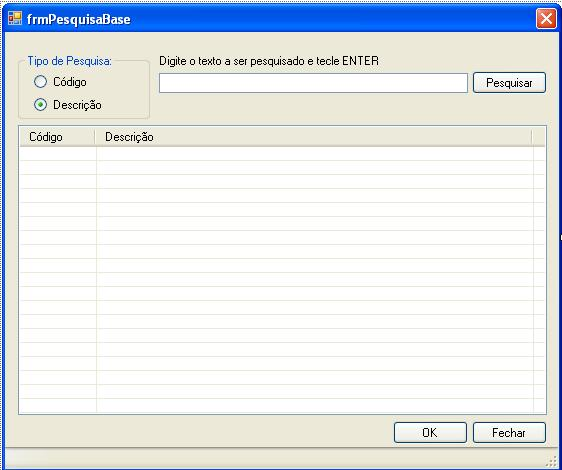 frmPesquisaBase
Tipo de Pesquisa:
Digite o texto a ser pesquisado e tecle ENTER
Código
Pesquisar
Descrição
Código Descrição
OK Fechar